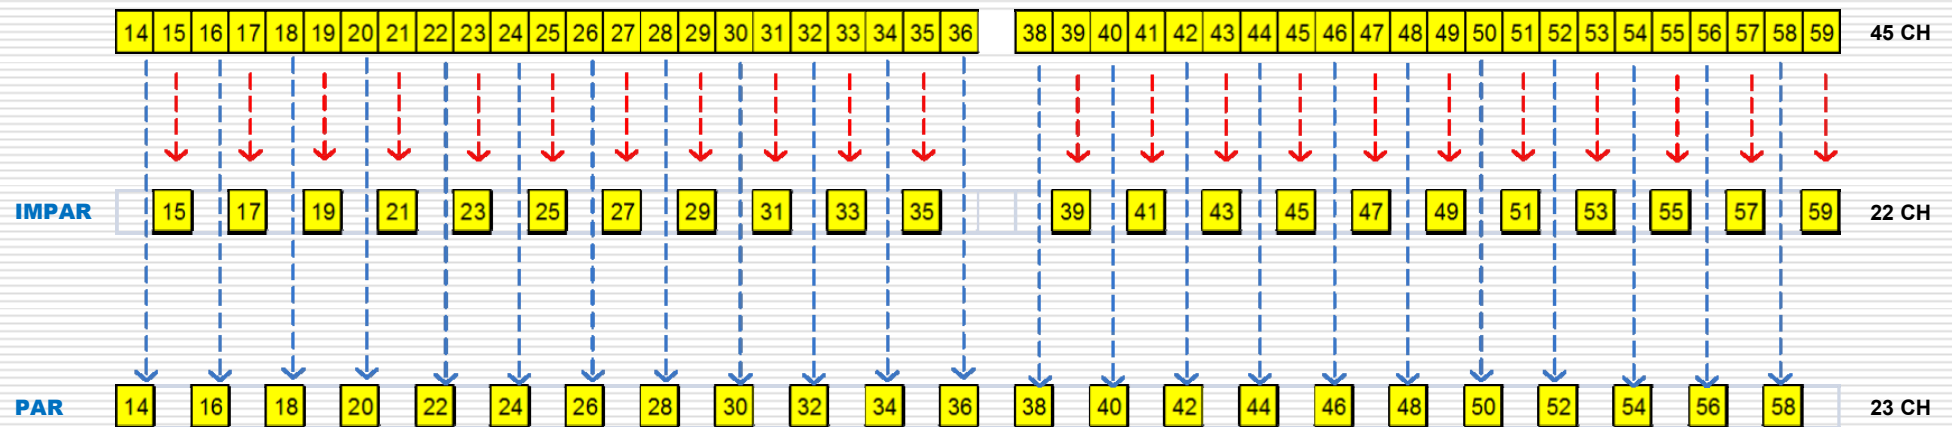 14 15 16 17 18 19 20 21 22 23 24 25 26 27 28 29 30 31 32 33 34 35 36 38 39 40 41 42 43 44 45 46 47 48 49 50 51 52 53 54 55 56 57 58 59 45 CH
IMPAR 15 17 19 21 23 25 27 29 31 33 35 39 41 43 45 47 49 51 53 55 57 59 22 CH
PAR 14 16 18 20 22 24 26 28 30 32 34 36 38 40 42 44 46 48 50 52 54 56 58 23 CH